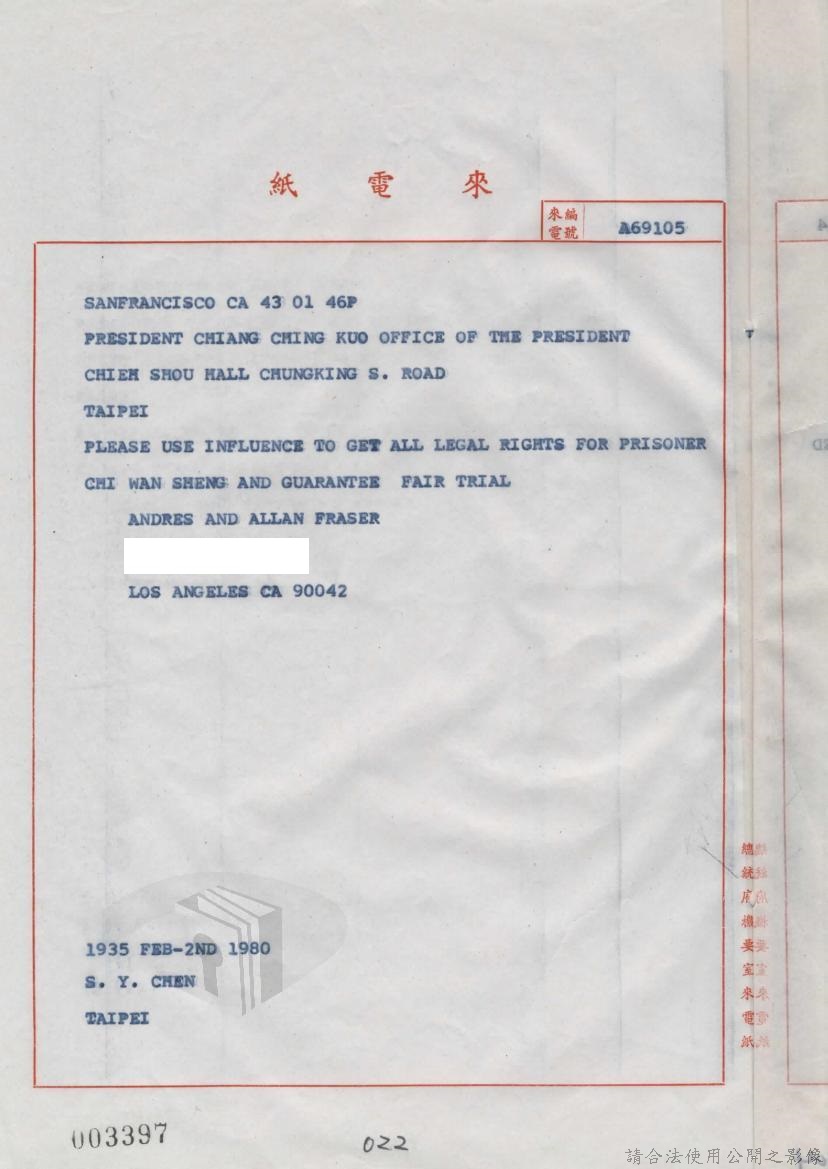 來電紙
來電
編號
A69105
SANFRANCISCO CA 43 01 46P
PRESIDENT CHIANG CHING KUO OFFICE OF THE PRESIDENT
CHIEH SHOU HALL CHUNGKING S. ROAD
TAIPEI
PLEASE USE INFLUENCE TO GET ALL LEGAL RIGHTS FOR PRISONER
CHI WAN SHENG AND GUARANTEE FAIR TRIAL
ANDRES AND ALLAN FRASER
LOS ANGELES CA 90042
1935 FEB-2ND 1980
S. Y. CHEN
TAIPEI
總統府機要室來電紙
003397
022
請合法使用公開之影像